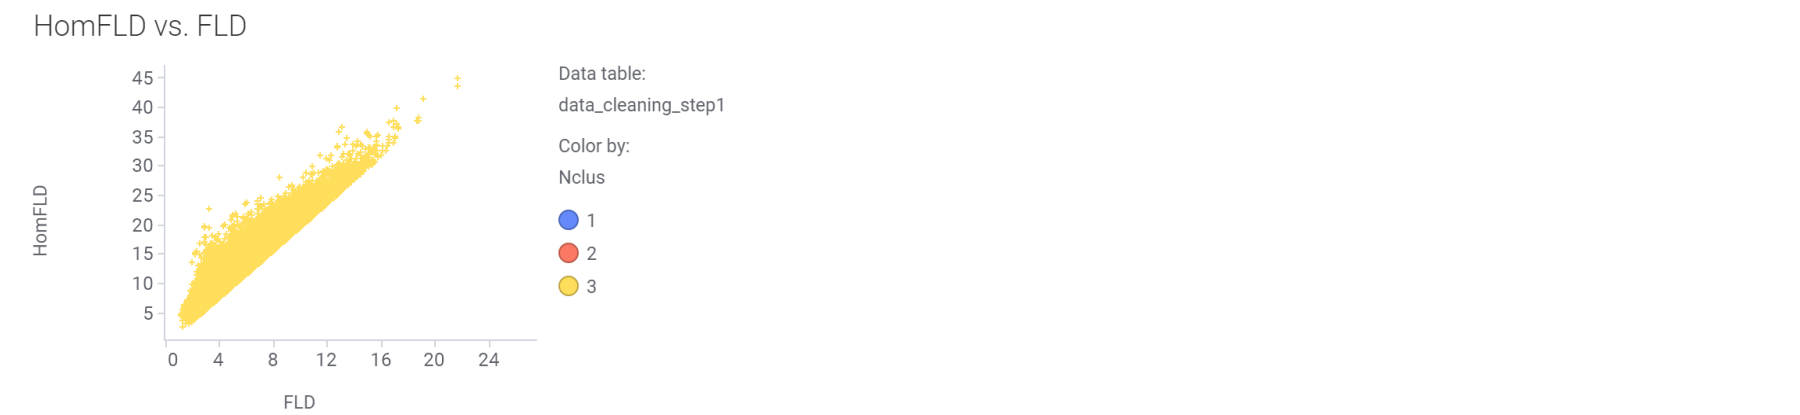 HomFLD vs. FLD
45
40
35
30
25
20
15
10
5
HomFLD
0 4 8 12 16 20 24
FLD
Data table:
data_cleaning_step1
Color by:
Nclus
1
2
3